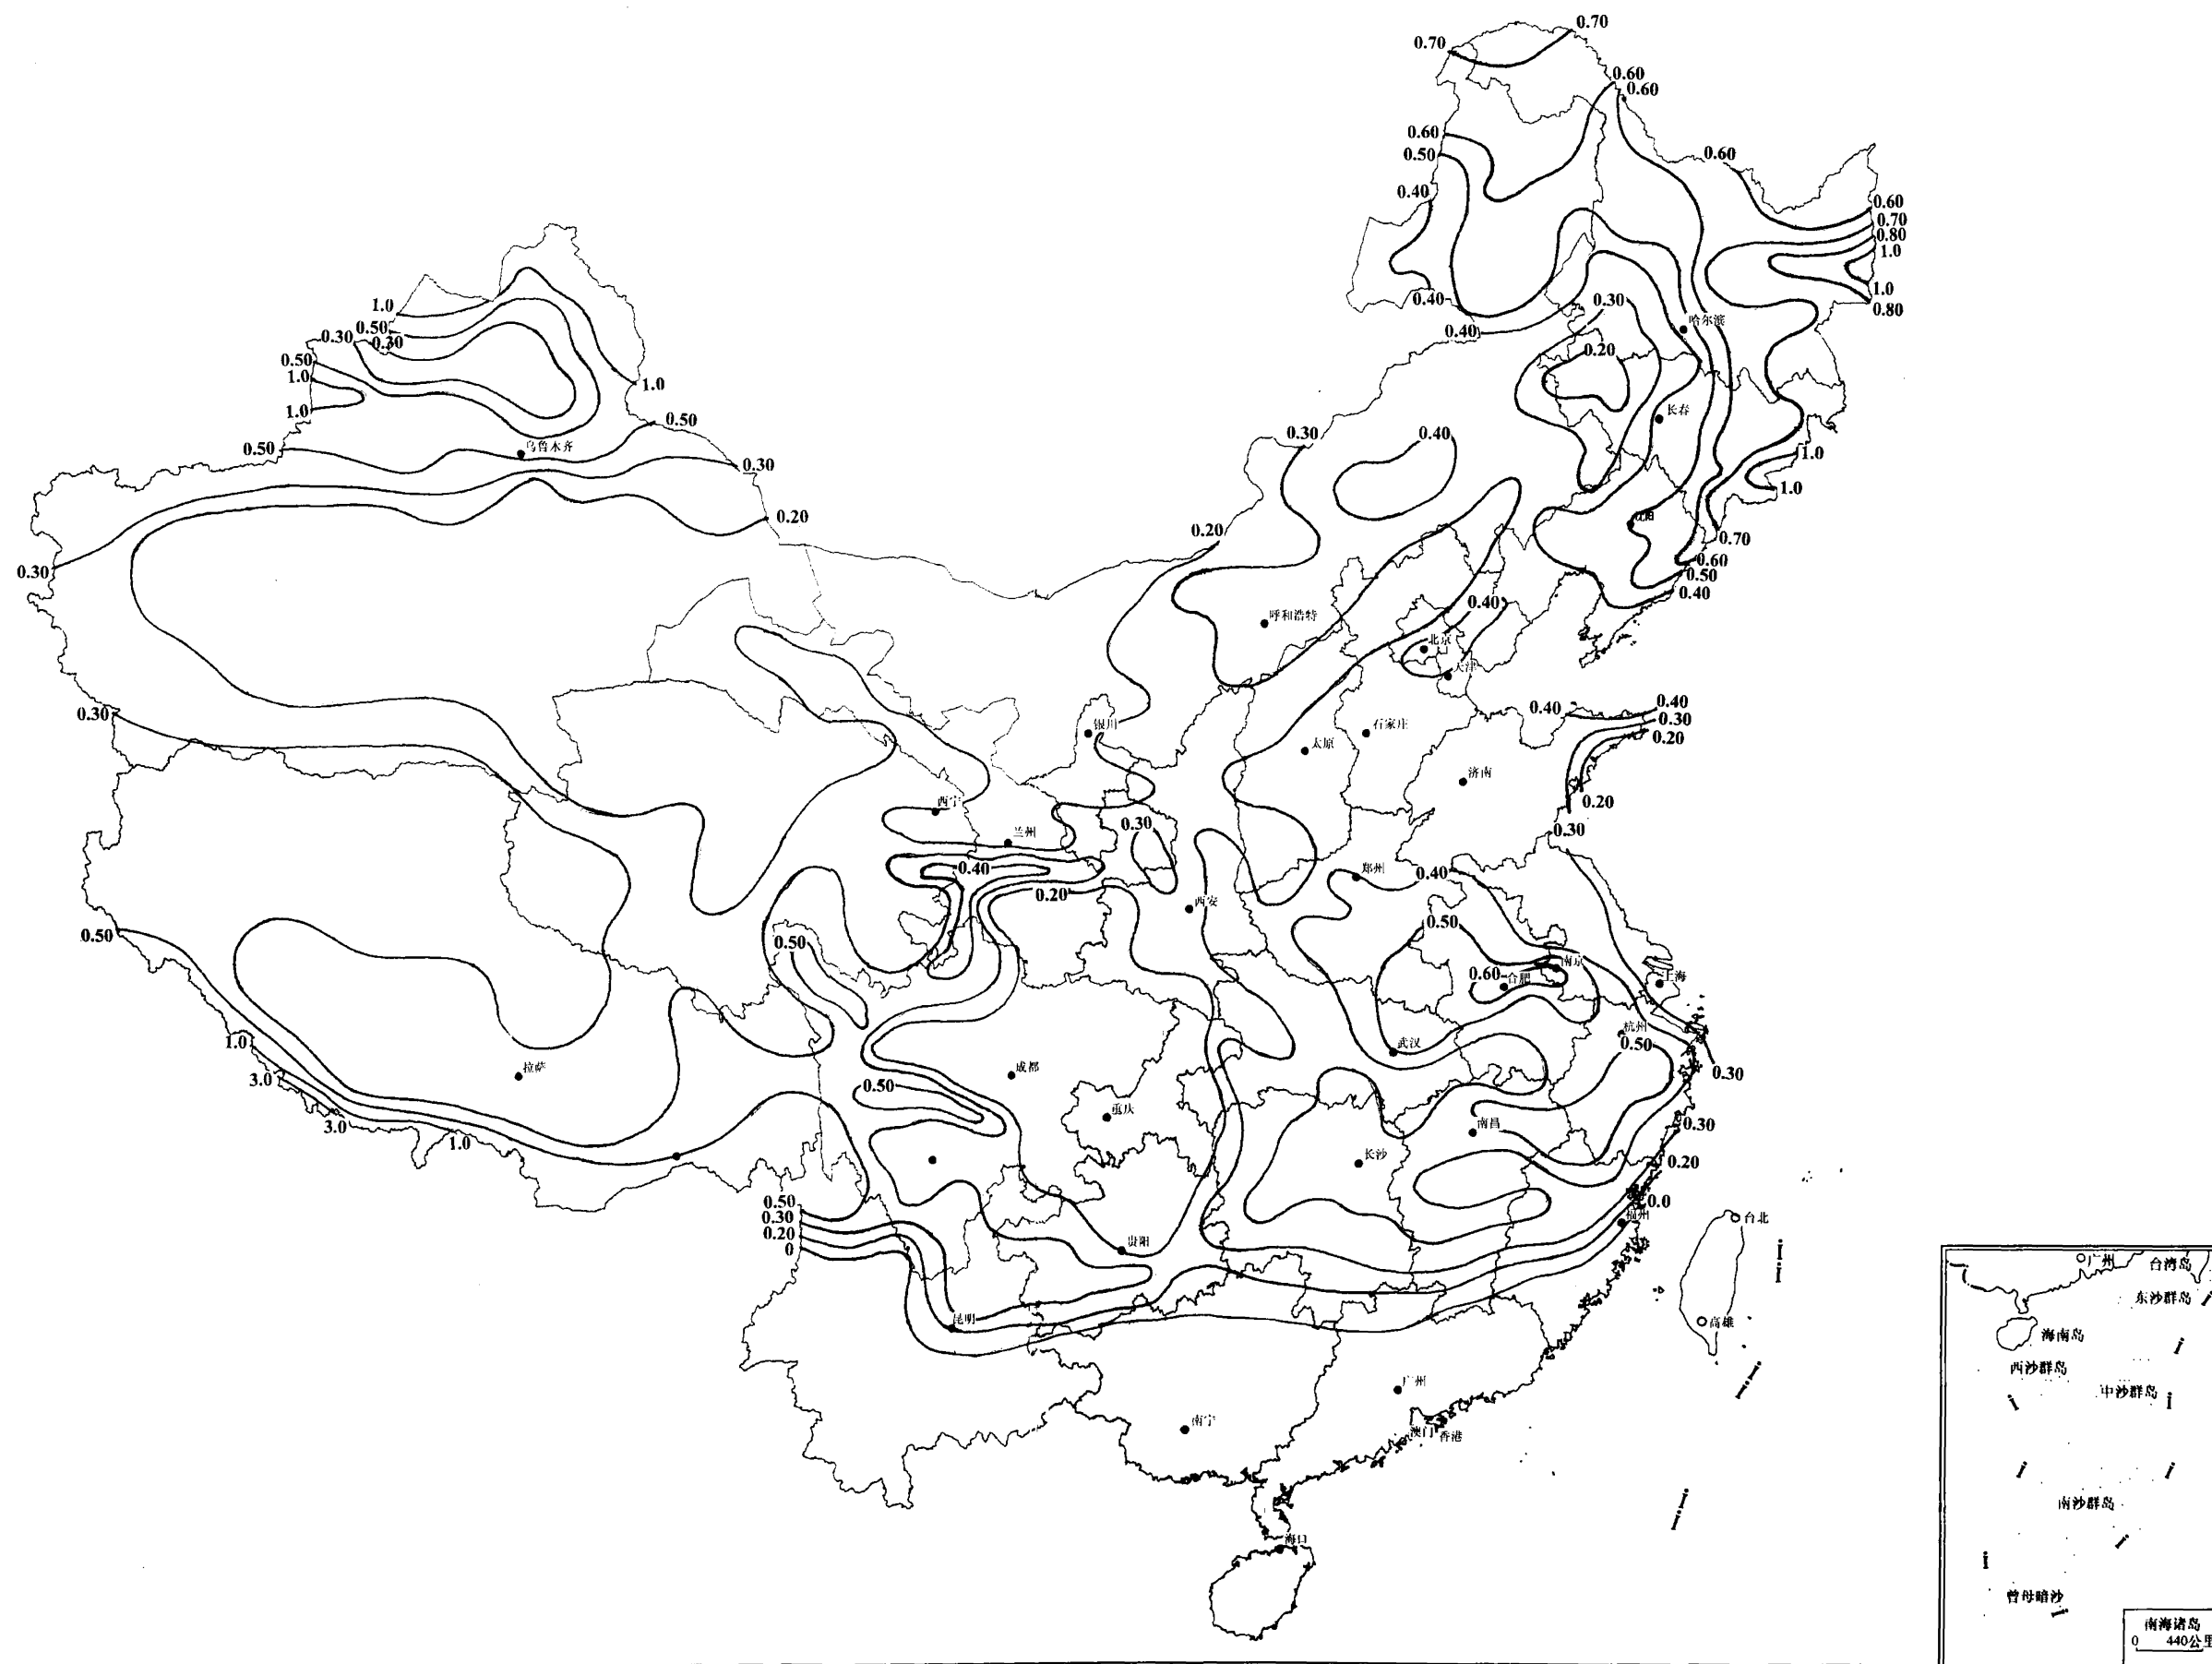 0.70
0.70
0.60
0.60
0.60
0.50
0.60
0.40
0.60
0.70
0.80
1.0
1.0
0.80
0.40
0.40
0.30
哈尔滨
0.20
长春
1.0
0.50
0.30
0.30
0.50
1.0
1.0
1.0
0.50
0.50
乌鲁木齐
0.30
0.20
0.30
0.30
0.40
0.20
1.0
1.0
沈阳
0.70
0.60
0.50
0.40
呼和浩特
0.40
北京
天津
0.30
银川
太原
石家庄
济南
0.40
0.40
0.30
0.20
0.20
0.30
西宁
兰州
0.30
0.40
0.20
西安
郑州
0.40
0.50
0.50
0.50
0.60
合肥
南京
上海
杭州
0.50
武汉
0.30
1.0
3.0
3.0
1.0
拉萨
成都
0.50
重庆
南昌
长沙
0.30
0.20
0.0
福州
0.50
0.30
0.20
0
贵阳
昆明
台北
高雄
广州
南宁
澳门
香港
海口
广州
台湾岛
东沙群岛
海南岛
西沙群岛
中沙群岛
南沙群岛
曾母暗沙
南海诸岛
0 440公里